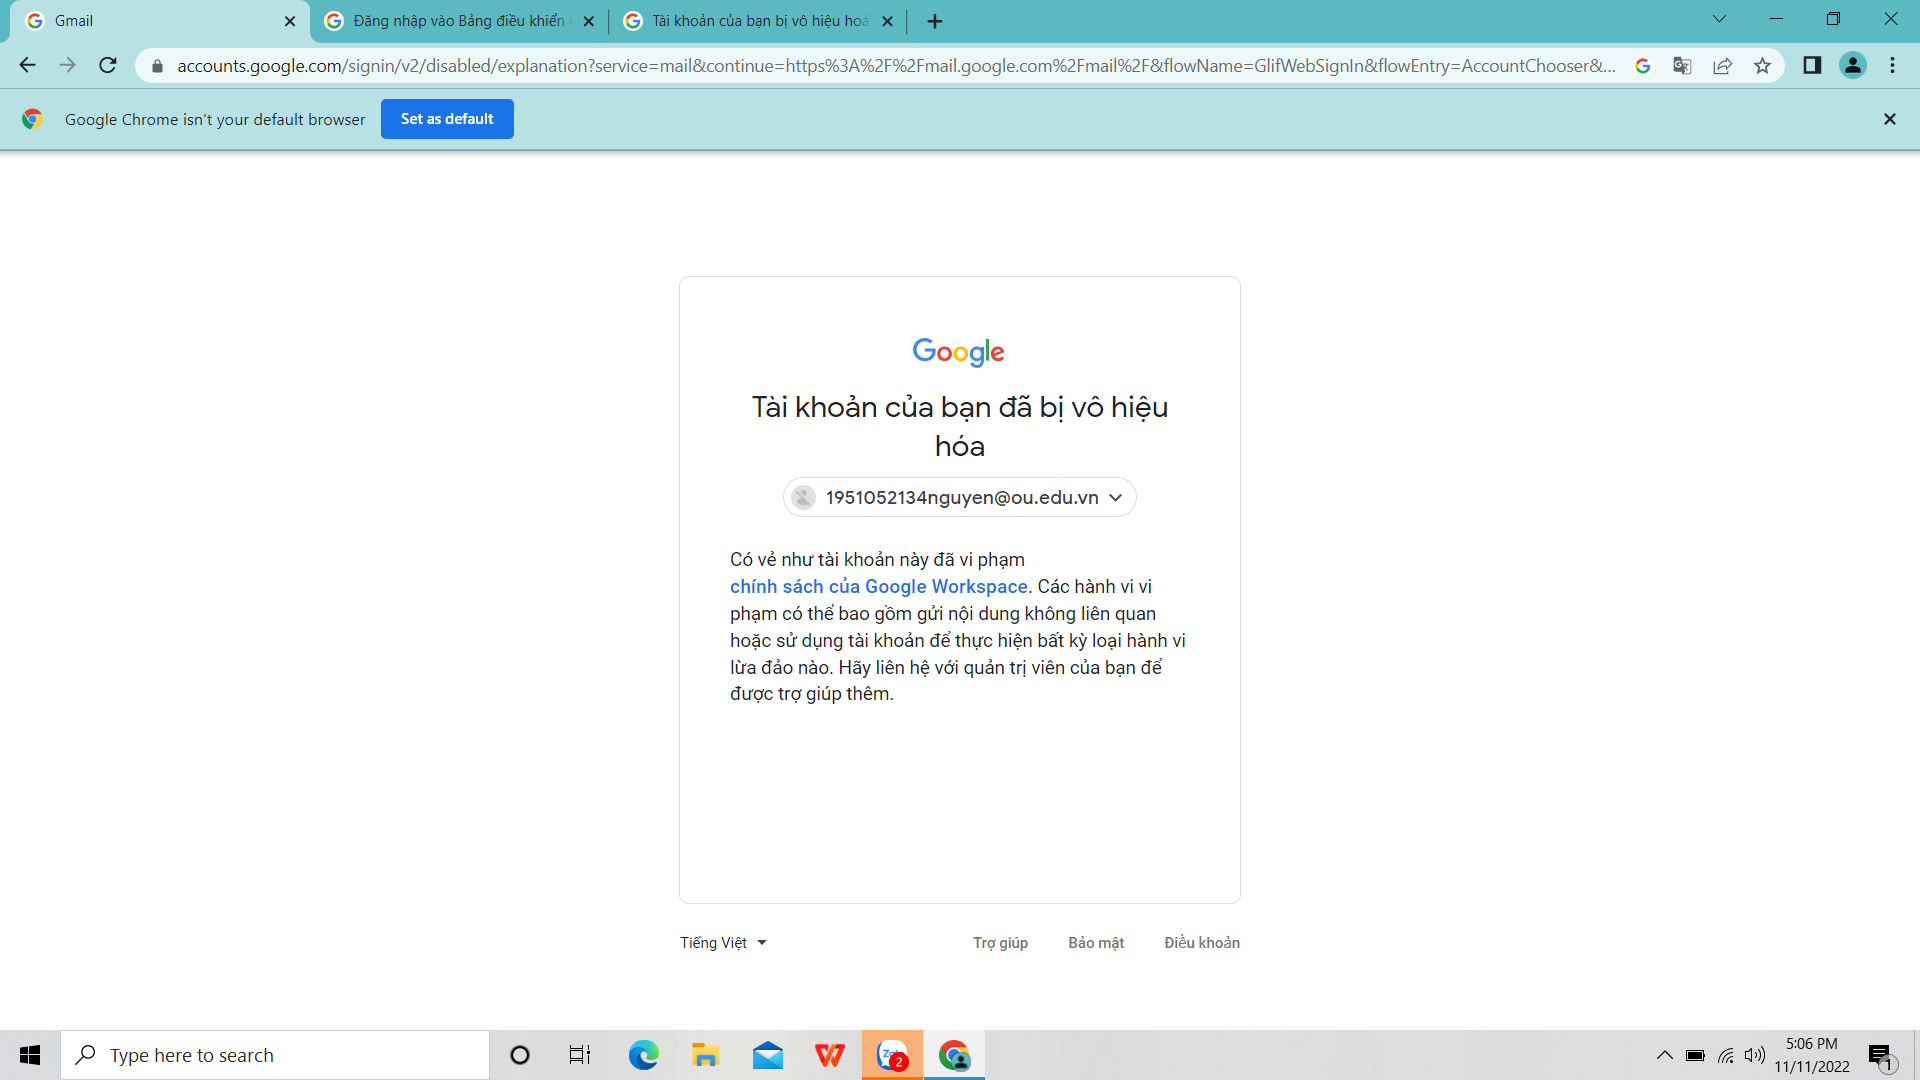 Gmail
Đăng nhập vào Bảng điều khiển
Tài khoản của bạn bị vô hiệu hoá
accounts.google.com/signin/v2/disabled/explanation?service=mail&continue=https%3A%2F%2Fmail.google.com%2Fmail%2F&flowName=GlifWebSignIn&flowEntry=AccountChooser&...
Google Chrome isn't your default browser
Set as default
Google
Tài khoản của bạn đã bị vô hiệu
hóa
1951052134nguyen@ou.edu.vn
Có vẻ như tài khoản này đã vi phạm
chính sách của Google Workspace. Các hành vi vi
phạm có thể bao gồm gửi nội dung không liên quan
hoặc sử dụng tài khoản để thực hiện bất kỳ loại hành vi
lừa đảo nào. Hãy liên hệ với quản trị viên của bạn để
được trợ giúp thêm.
Tiếng Việt
Trợ giúp
Bảo mật
Điều khoản
Type here to search
2
5:06 PM
11/11/2022
1